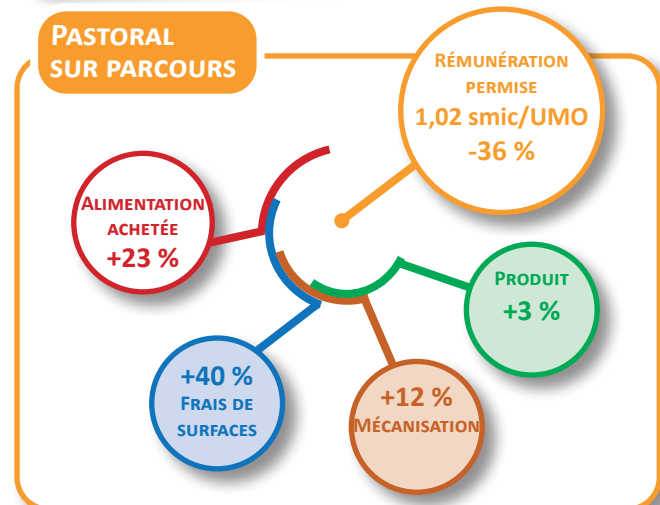 PASTORAL
SUR PARCOURS
RÉMUNÉRATION
PERMISE
1,02 smic/UMO
-36 %
ALIMENTATION
ACHETÉE
+23 %
PRODUIT
+3 %
+40 %
FRAIS DE
SURFACES
+12 %
MÉCANISATION